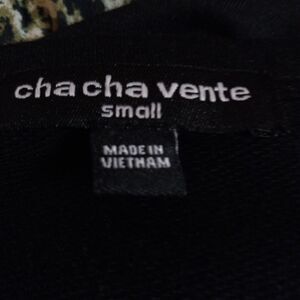 cha cha vente
small
MADE IN
VIETNAM